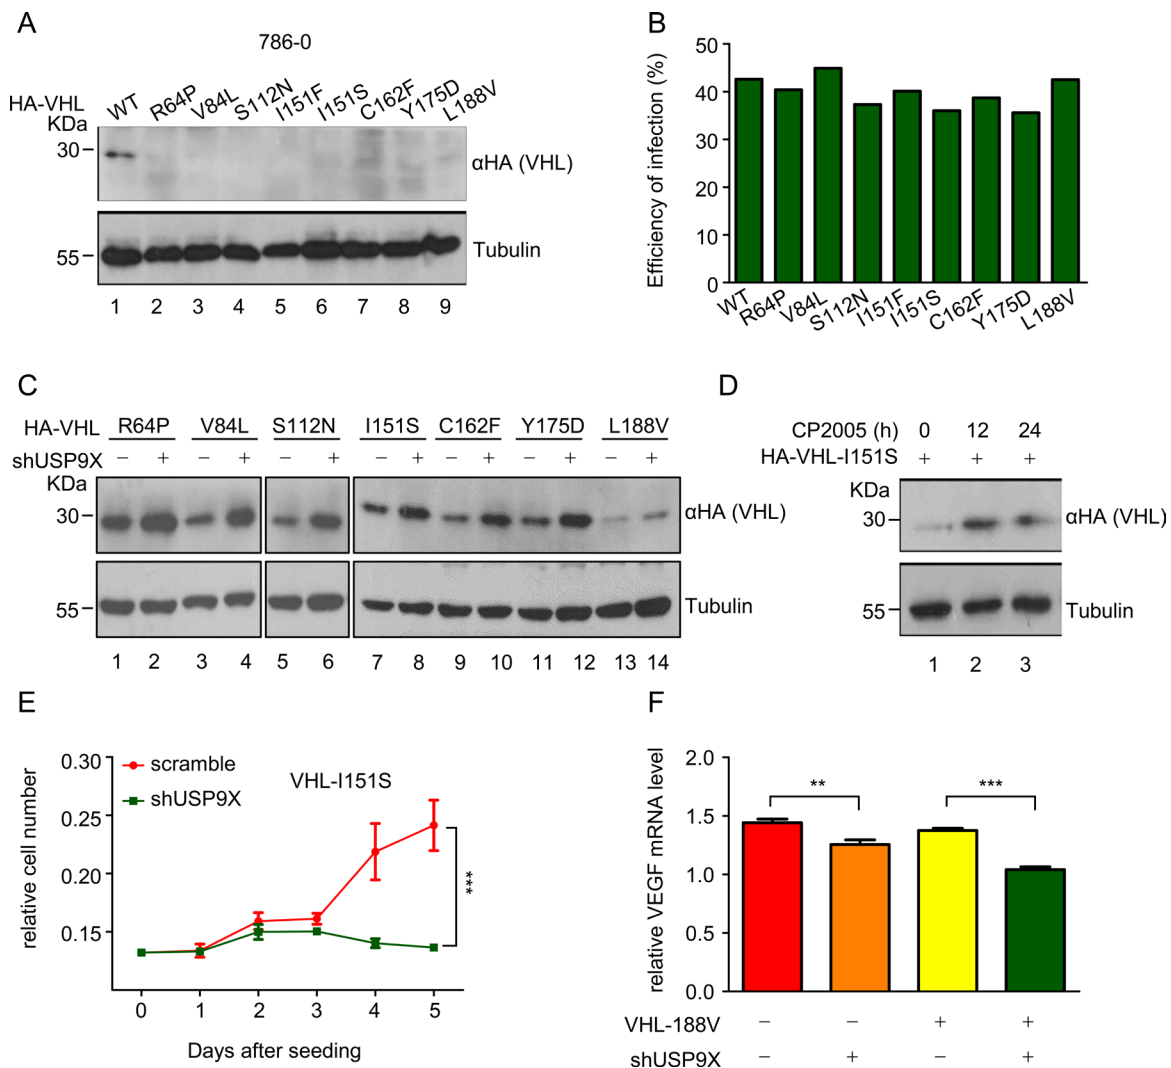 A
786-0
HA-VHL WT R64P V84L S112N I151F I151S C162F Y175D L188V
KDa
30
αHA (VHL)
55
Tubulin
1 2 3 4 5 6 7 8 9
B
Efficiency of infection (%)
50
40
30
20
10
0
WT R64P V84L S112N I151F I151S C162F Y175D L188V
C
HA-VHL R64P V84L S112N I151S C162F Y175D L188V
shUSP9X – + – + – + – + – + – + – +
KDa
30
αHA (VHL)
55
Tubulin
1 2 3 4 5 6 7 8 9 10 11 12 13 14
D
CP2005 (h) 0 12 24
HA-VHL-I151S + + +
KDa
30
αHA (VHL)
55
Tubulin
1 2 3
E
relative cell number
0.30
0.25
0.20
0.15
scramble
shUSP9X
VHL-I151S
***
0 1 2 3 4 5
Days after seeding
F
relative VEGF mRNA level
2.0
1.5
1.0
0.5
0.0
** ***
VHL-188V – – + +
shUSP9X – + – +